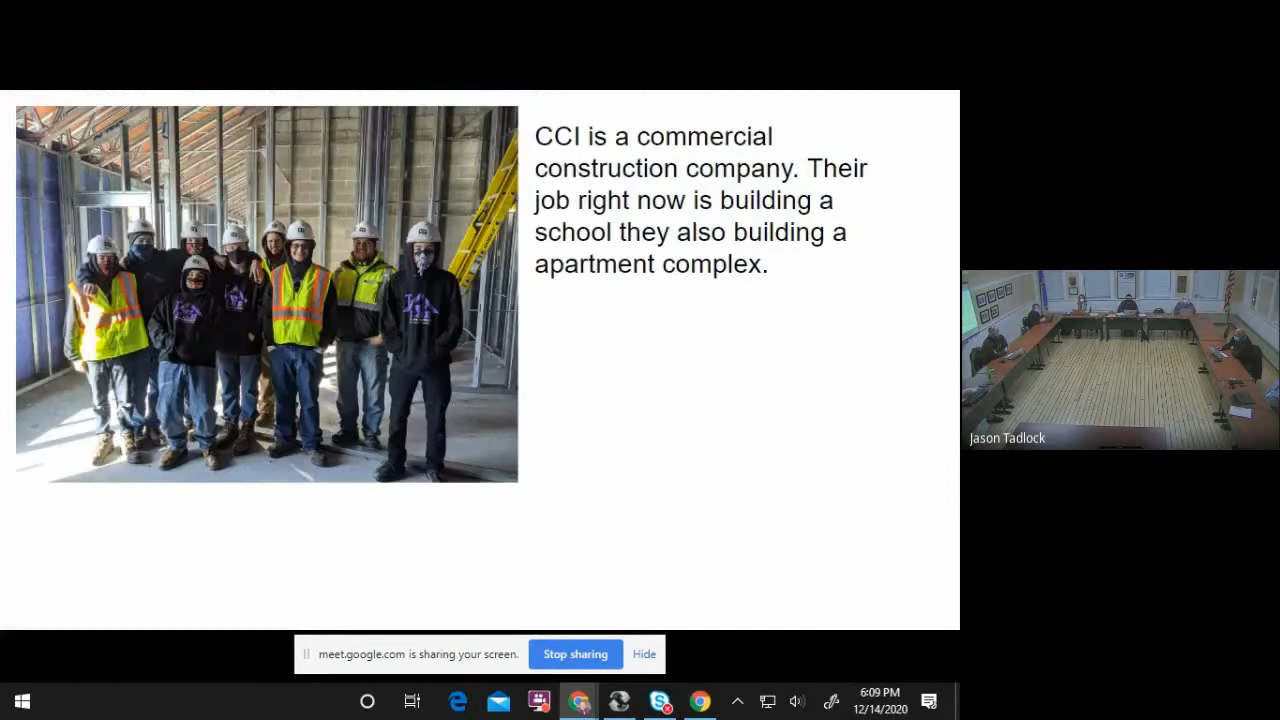 CCI is a commercial
construction company. Their
job right now is building a
school they also building a
apartment complex.
Jason Tadlock
meet.google.com is sharing your screen.
Stop sharing
Hide
6:09 PM
12/14/2020